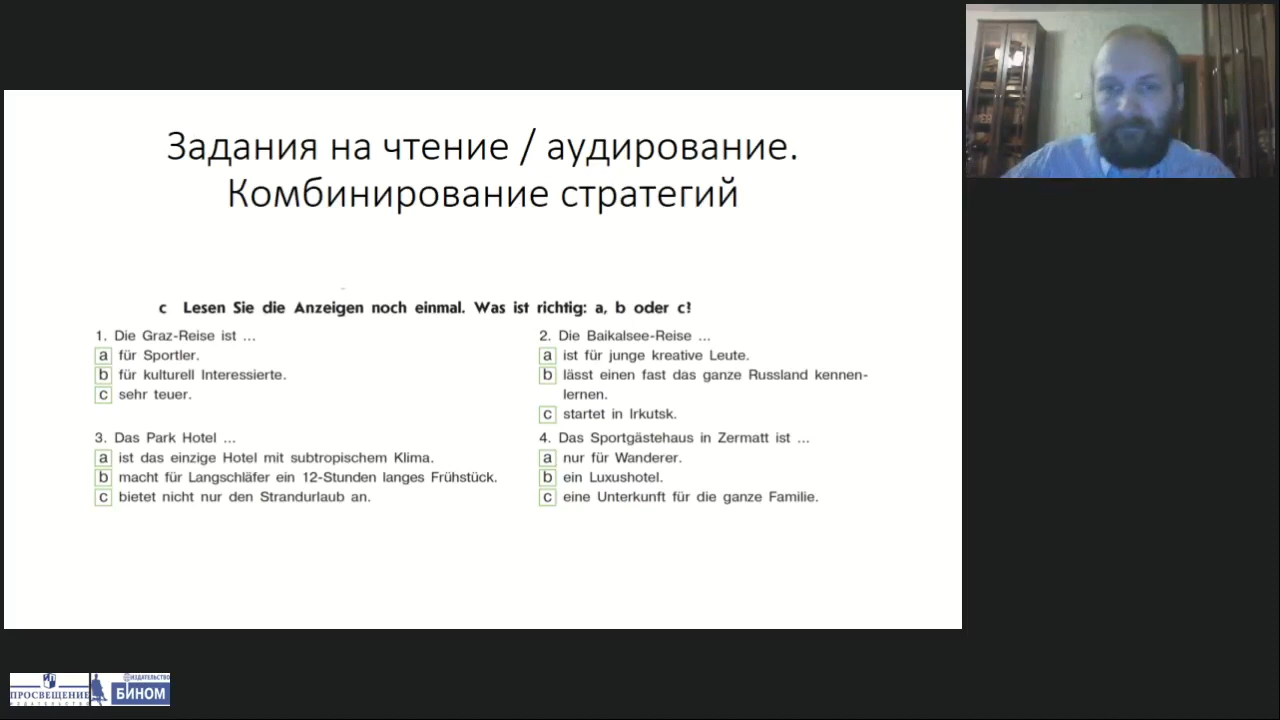 Задания на чтение / аудирование.
Комбинирование стратегий
c Lesen Sie die Anzeigen noch einmal. Was ist richtig: a, b oder c?
1. Die Graz-Reise ist ...
a für Sportler.
b für kulturell Interessierte.
c sehr teuer.
2. Die Baikalsee-Reise ...
a ist für junge kreative Leute.
b lässt einen fast das ganze Russland kennen-
lernen.
c startet in Irkutsk.
3. Das Park Hotel ...
a ist das einzige Hotel mit subtropischem Klima.
b macht für Langschläfer ein 12-Stunden langes Frühstück.
c bietet nicht nur den Strandurlaub an.
4. Das Sportgästehaus in Zermatt ist ...
a nur für Wanderer.
b ein Luxushotel.
c eine Unterkunft für die ganze Familie.
ПРОСВЕЩЕНИЕ
ИЗДАТЕЛЬСТВО
ИЗДАТЕЛЬСТВО
БИНОМ